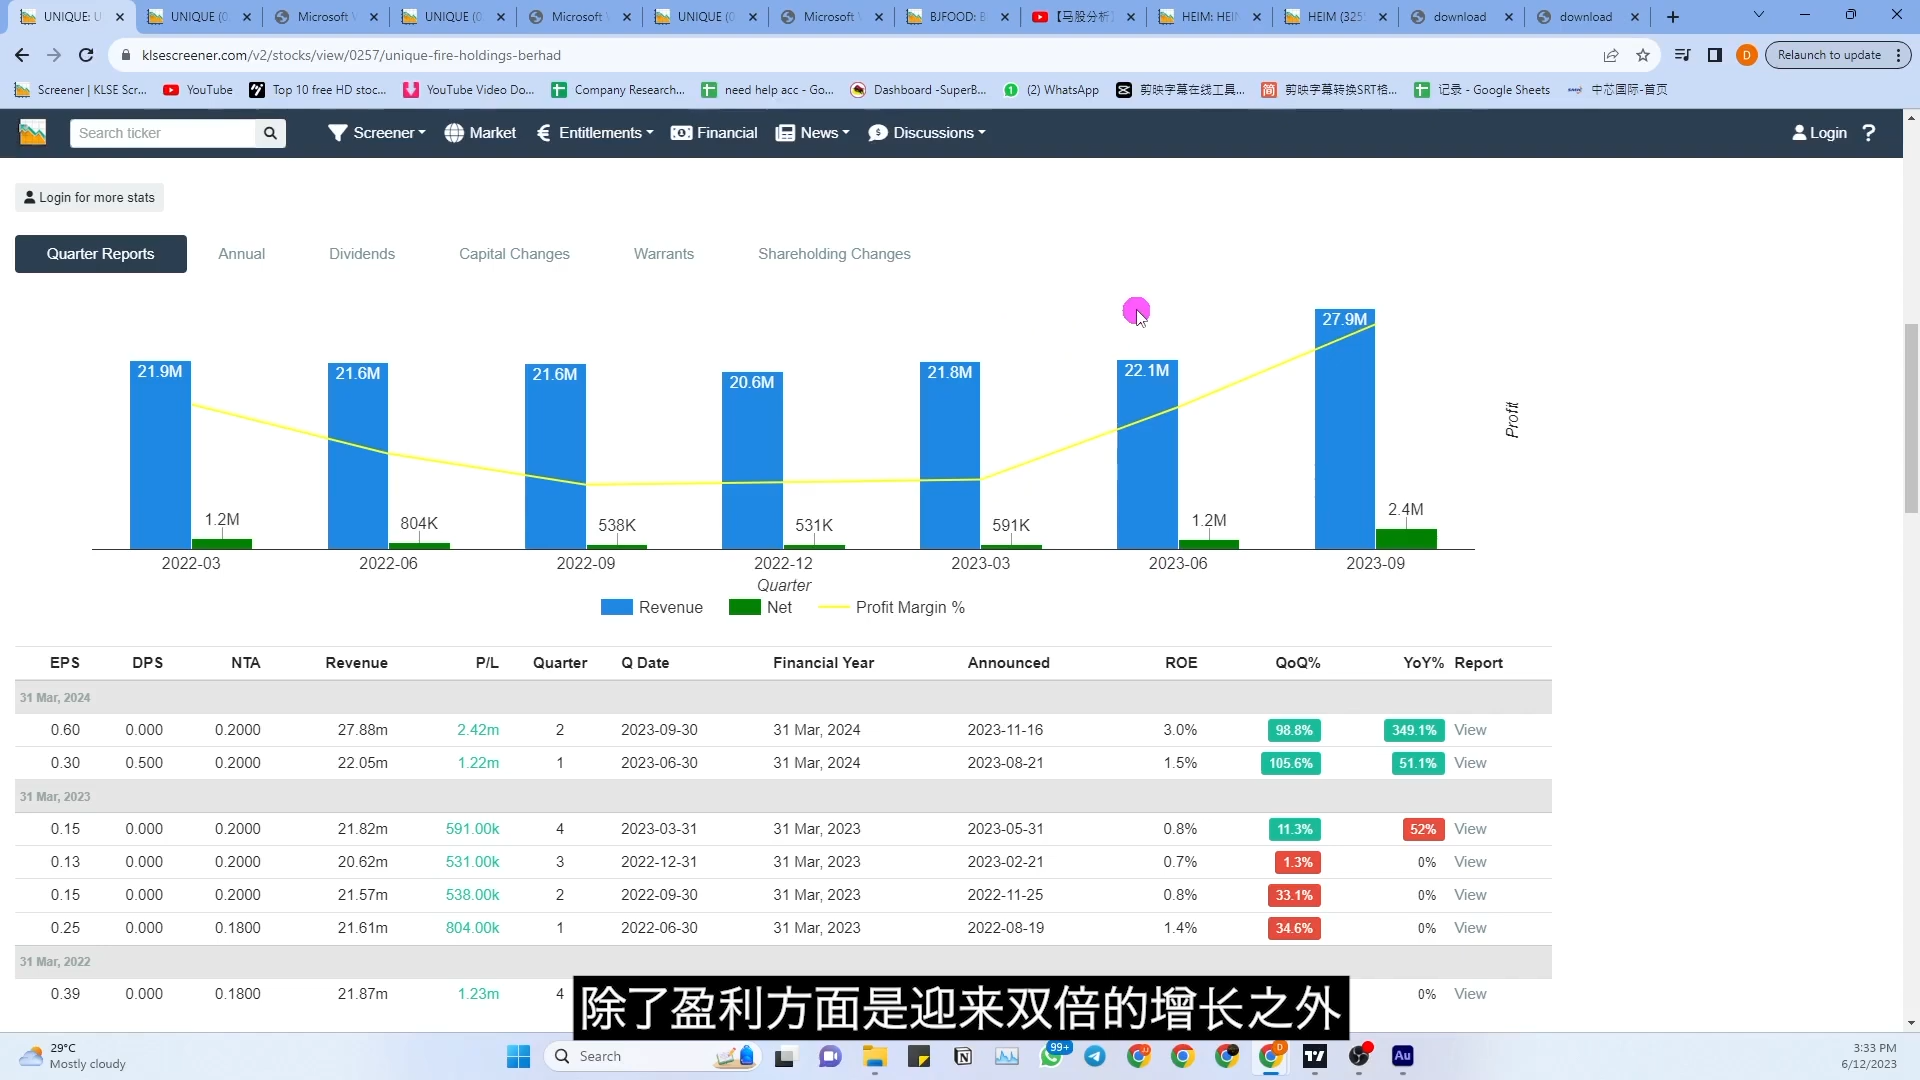 UNIQUE: U
UNIQUE (0
Microsoft \
UNIQUE (0
Microsoft \
UNIQUE (0
Microsoft \
BJFOOD: B
【马股分析】
HEIM: HEIN
HEIM (3255
download
download
klsescreener.com/v2/stocks/view/0257/unique-fire-holdings-berhad
D
Relaunch to update
Screener | KLSE Scr...
YouTube
Top 10 free HD stoc...
YouTube Video Do...
Company Research...
need help acc - Go...
Dashboard -SuperB...
(2) WhatsApp
剪映字幕在线工具...
剪映字幕转换SRT格...
记录 - Google Sheets
中芯国际-首页
Search ticker
Screener
Market
Entitlements
Financial
News
Discussions
Login
?
Login for more stats
Quarter Reports
Annual
Dividends
Capital Changes
Warrants
Shareholding Changes
21.9M
21.6M
21.6M
20.6M
21.8M
22.1M
27.9M
1.2M
804K
538K
531K
591K
1.2M
2.4M
Profit
2022-03
2022-06
2022-09
2022-12
2023-03
2023-06
2023-09
Quarter
Revenue
Net
Profit Margin %
EPS DPS NTA Revenue P/L Quarter Q Date Financial Year Announced ROE QoQ% YoY% Report
31 Mar, 2024
0.60 0.000 0.2000 27.88m 2.42m 2 2023-09-30 31 Mar, 2024 2023-11-16 3.0% 98.8% 349.1% View
0.30 0.500 0.2000 22.05m 1.22m 1 2023-06-30 31 Mar, 2024 2023-08-21 1.5% 105.6% 51.1% View
31 Mar, 2023
0.15 0.000 0.2000 21.82m 591.00k 4 2023-03-31 31 Mar, 2023 2023-05-31 0.8% 11.3% 52% View
0.13 0.000 0.2000 20.62m 531.00k 3 2022-12-31 31 Mar, 2023 2023-02-21 0.7% 1.3% 0% View
0.15 0.000 0.2000 21.57m 538.00k 2 2022-09-30 31 Mar, 2023 2022-11-25 0.8% 33.1% 0% View
0.25 0.000 0.1800 21.61m 804.00k 1 2022-06-30 31 Mar, 2023 2022-08-19 1.4% 34.6% 0% View
31 Mar, 2022
0.39 0.000 0.1800 21.87m 1.23m 4 0% View
除了盈利方面是迎来双倍的增长之外
29°C
Mostly cloudy
Search
99+
D
Au
3:33 PM
6/12/2023